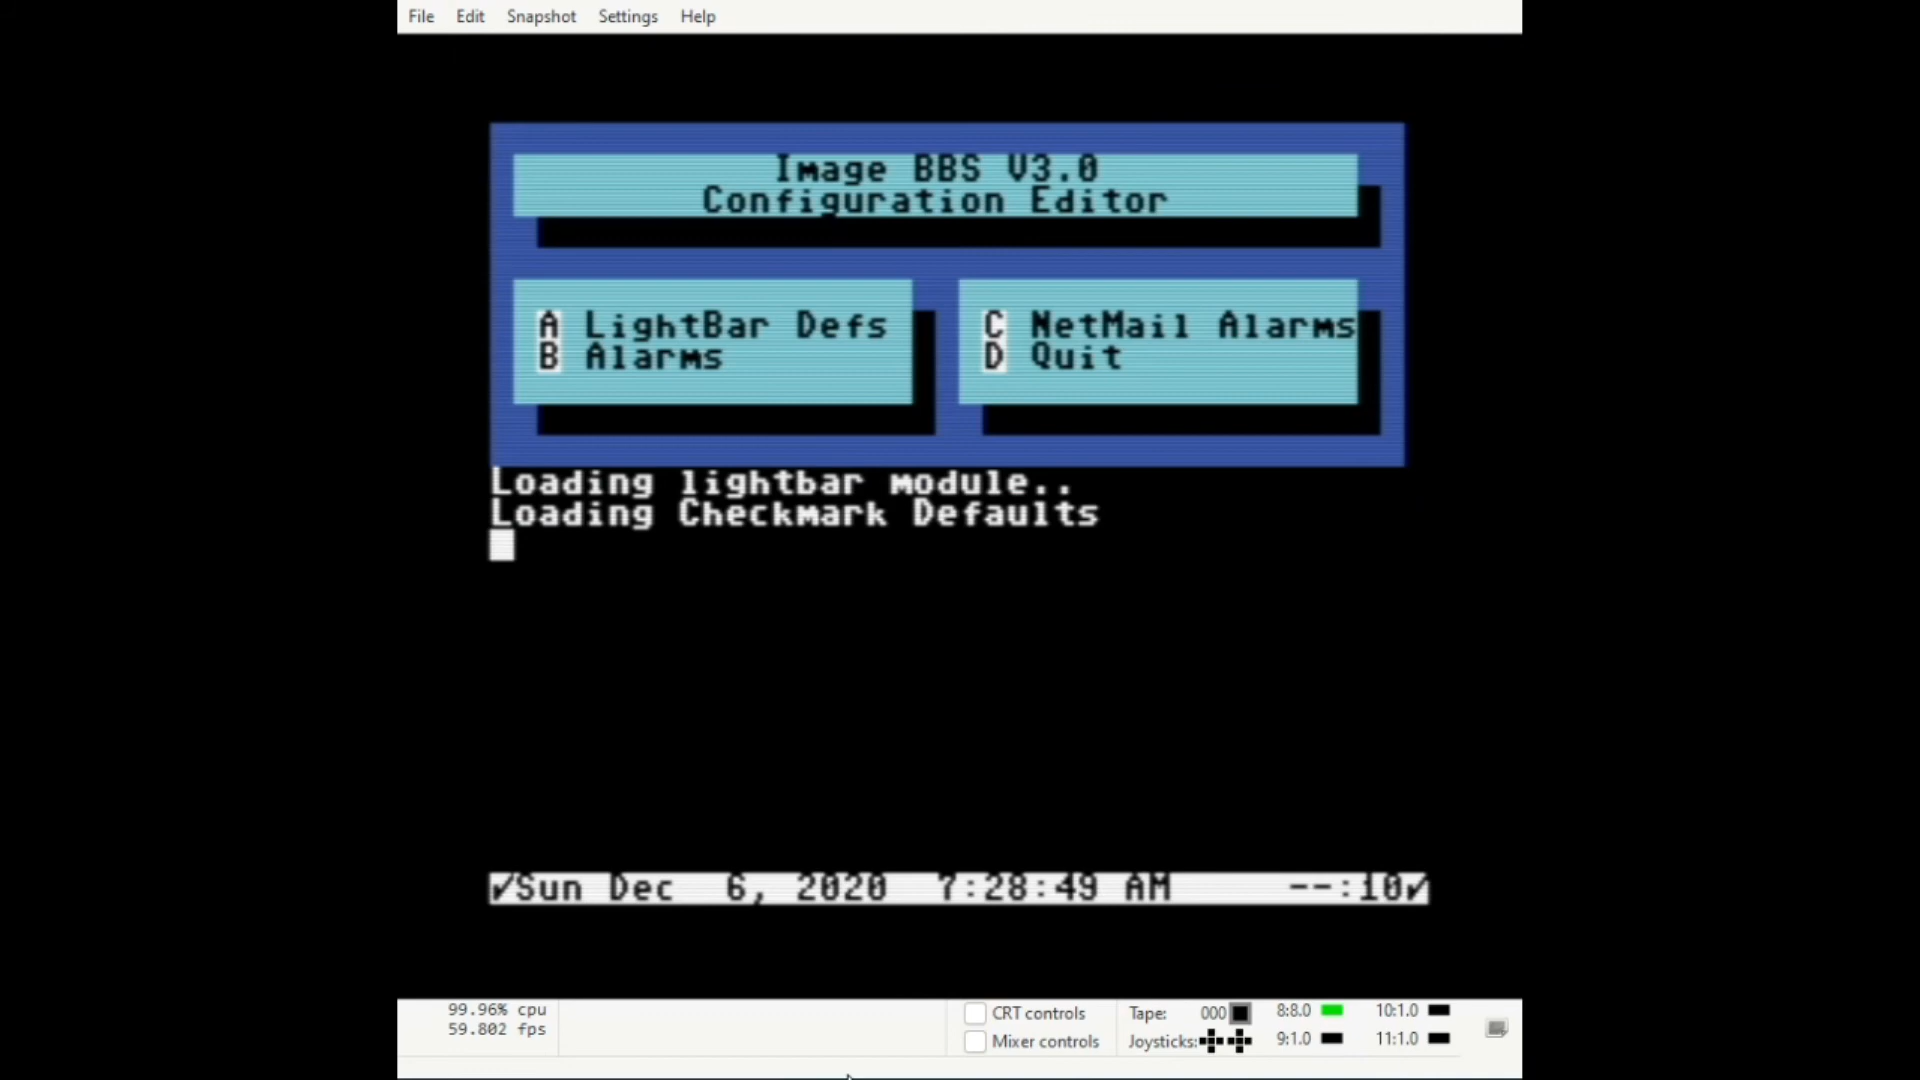 File Edit Snapshot Settings Help
Image BBS V3.0
Configuration Editor
A LightBar Defs
B Alarms
C NetMail Alarms
D Quit
Loading lightbar module..
Loading Checkmark Defaults
✓Sun Dec  6, 2020  7:28:49 AM     --:10✓
99.96% cpu
59.802 fps
CRT controls
Mixer controls
Tape: 000
Joysticks:
8:8.0
9:1.0
10:1.0
11:1.0